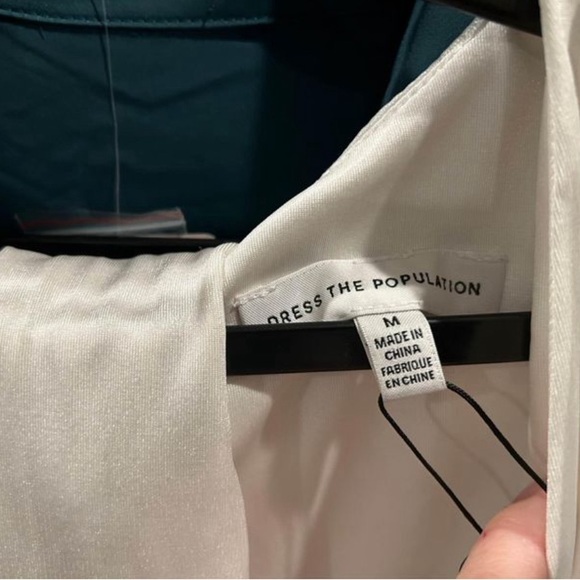 DRESS THE POPULATION
M
MADE IN
CHINA
FABRIQUE
EN CHINE